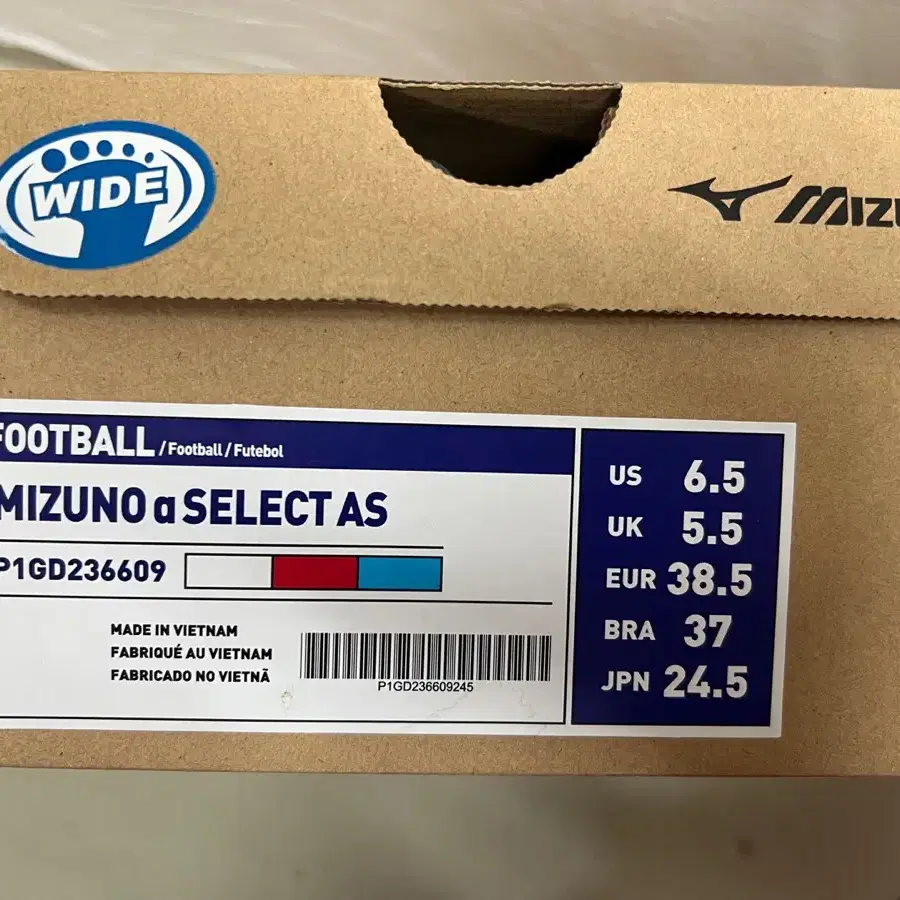 WIDE
MIZU
FOOTBALL / Football / Futebol
MIZUNO α SELECT AS
P1GD236609
MADE IN VIETNAM
FABRIQUÉ AU VIETNAM
FABRICADO NO VIETNÃ
P1GD236609245
US 6.5
UK 5.5
EUR 38.5
BRA 37
JPN 24.5